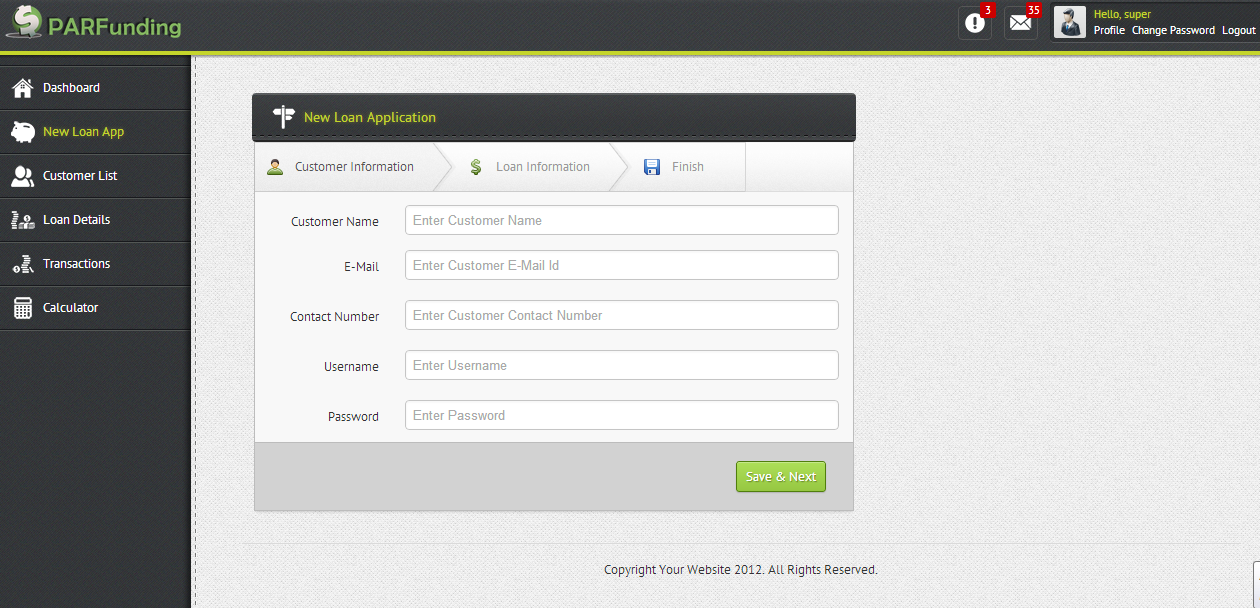 PARFunding
3
35
Hello, super
Profile Change Password Logout
Dashboard
New Loan App
Customer List
Loan Details
Transactions
Calculator
New Loan Application
Customer Information
Loan Information
Finish
Customer Name
Enter Customer Name
E-Mail
Enter Customer E-Mail Id
Contact Number
Enter Customer Contact Number
Username
Enter Username
Password
Enter Password
Save & Next
Copyright Your Website 2012. All Rights Reserved.